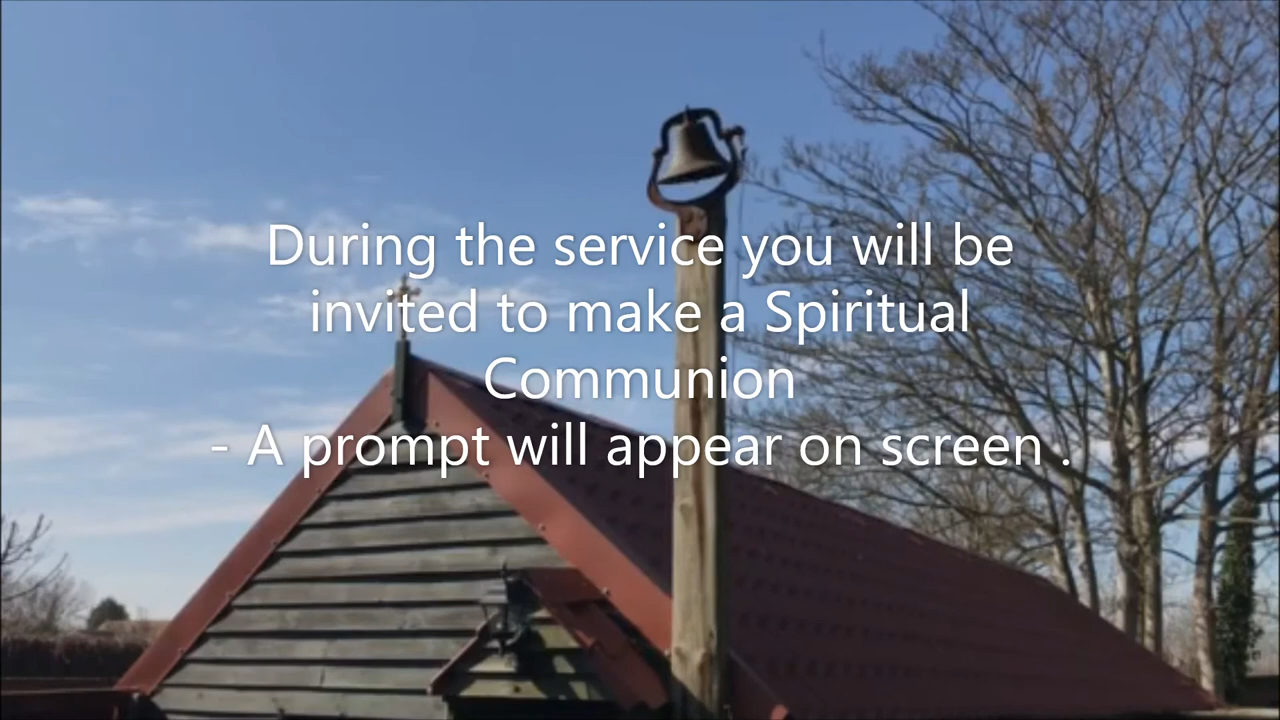 During the service you will be
invited to make a Spiritual
Communion
- A prompt will appear on screen .